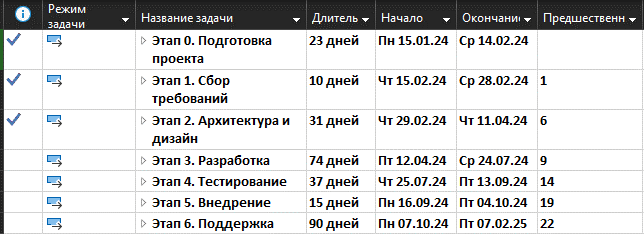 Режим задачи Название задачи Длитель Начало Окончани Предшественн
Этап 0. Подготовка проекта 23 дней Пн 15.01.24 Ср 14.02.24
Этап 1. Сбор требований 10 дней Чт 15.02.24 Ср 28.02.24 1
Этап 2. Архитектура и дизайн 31 дней Чт 29.02.24 Чт 11.04.24 6
Этап 3. Разработка 74 дней Пт 12.04.24 Ср 24.07.24 9
Этап 4. Тестирование 37 дней Чт 25.07.24 Пт 13.09.24 14
Этап 5. Внедрение 15 дней Пн 16.09.24 Пт 04.10.24 19
Этап 6. Поддержка 90 дней Пн 07.10.24 Пт 07.02.25 22